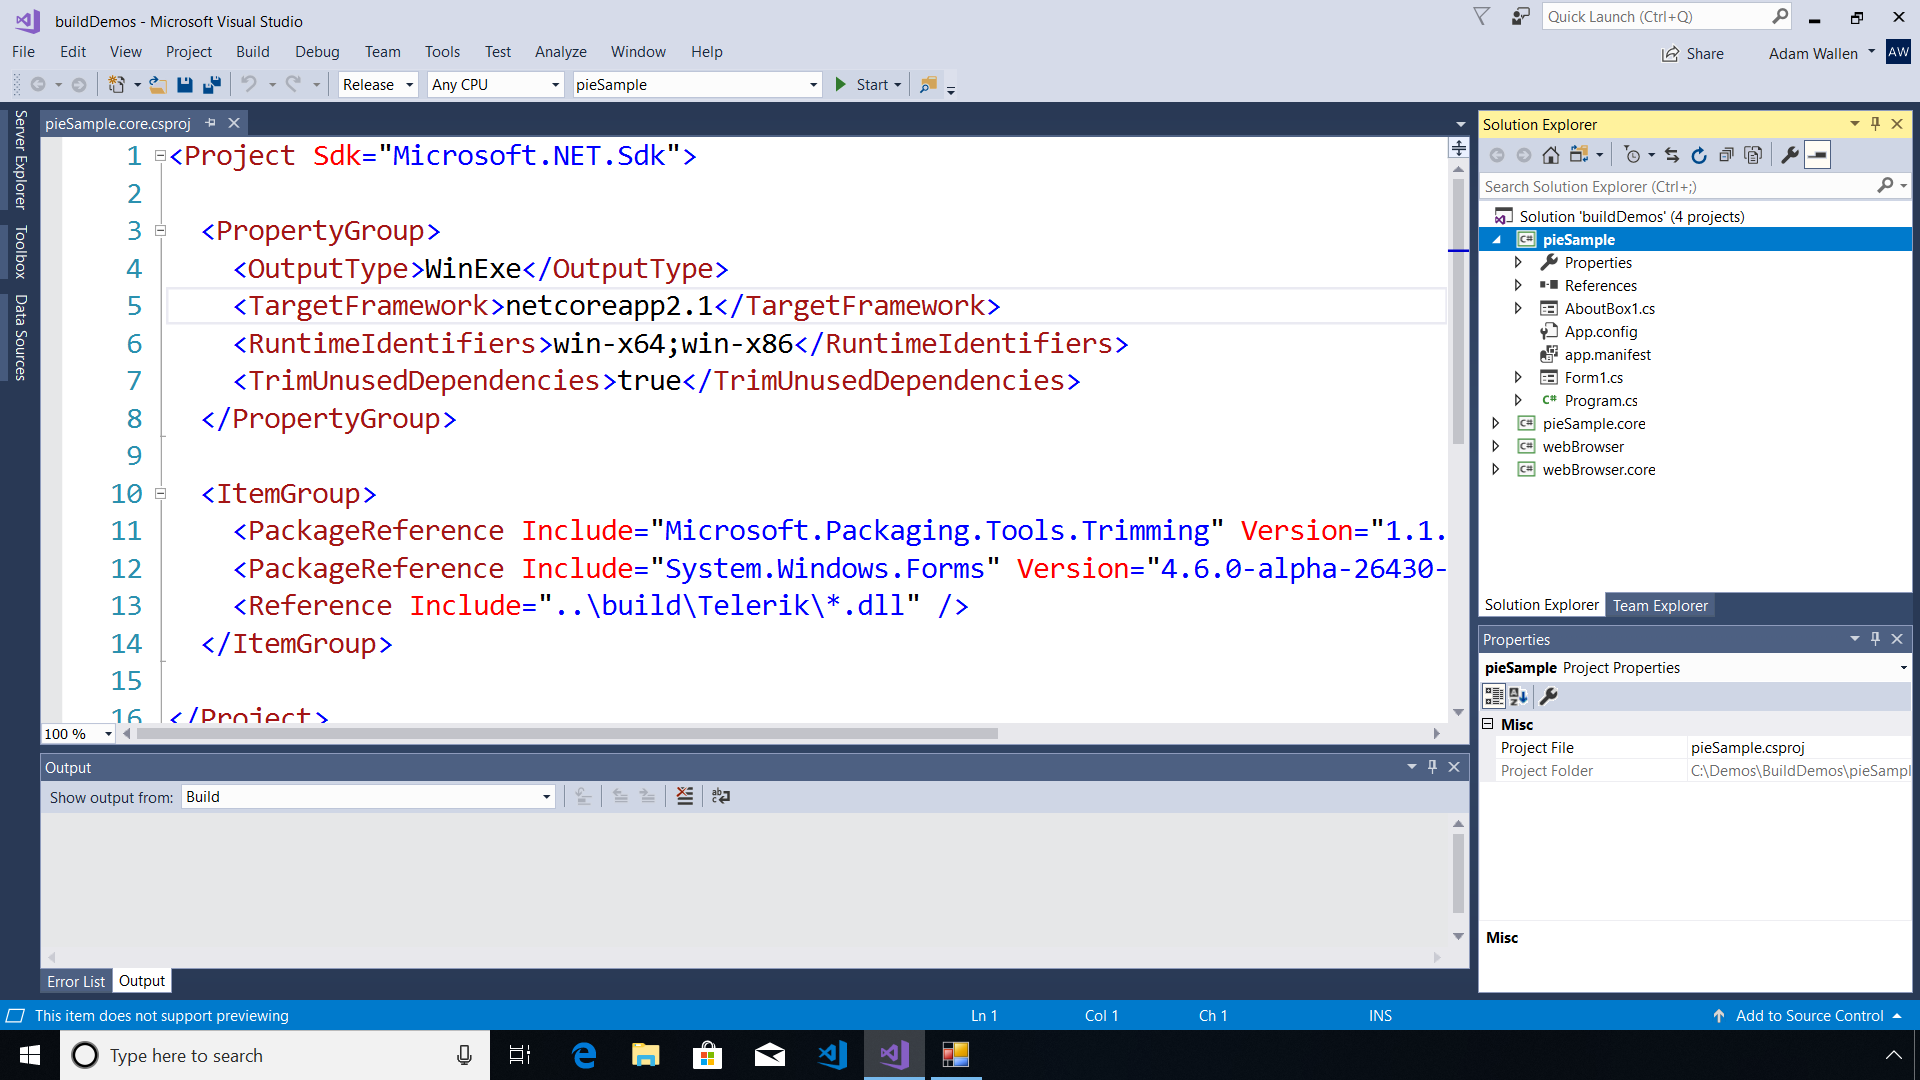 buildDemos - Microsoft Visual Studio
Quick Launch (Ctrl+Q)
File Edit View Project Build Debug Team Tools Test Analyze Window Help
Share Adam Wallen AW
Release Any CPU pieSample Start
Server Explorer
Toolbox
Data Sources
pieSample.core.csproj
1 <Project Sdk="Microsoft.NET.Sdk">
2
3 <PropertyGroup>
4 <OutputType>WinExe</OutputType>
5 <TargetFramework>netcoreapp2.1</TargetFramework>
6 <RuntimeIdentifiers>win-x64;win-x86</RuntimeIdentifiers>
7 <TrimUnusedDependencies>true</TrimUnusedDependencies>
8 </PropertyGroup>
9
10 <ItemGroup>
11 <PackageReference Include="Microsoft.Packaging.Tools.Trimming" Version="1.1.
12 <PackageReference Include="System.Windows.Forms" Version="4.6.0-alpha-26430-
13 <Reference Include="..\build\Telerik\*.dll" />
14 </ItemGroup>
15
16 </Project>
100 %
Output
Show output from: Build
Error List Output
Solution Explorer
Search Solution Explorer (Ctrl+;)
Solution 'buildDemos' (4 projects)
pieSample
Properties
References
AboutBox1.cs
App.config
app.manifest
Form1.cs
Program.cs
pieSample.core
webBrowser
webBrowser.core
Solution Explorer Team Explorer
Properties
pieSample Project Properties
Misc
Project File pieSample.csproj
Project Folder C:\Demos\BuildDemos\pieSampl
Misc
This item does not support previewing Ln 1 Col 1 Ch 1 INS Add to Source Control
Type here to search